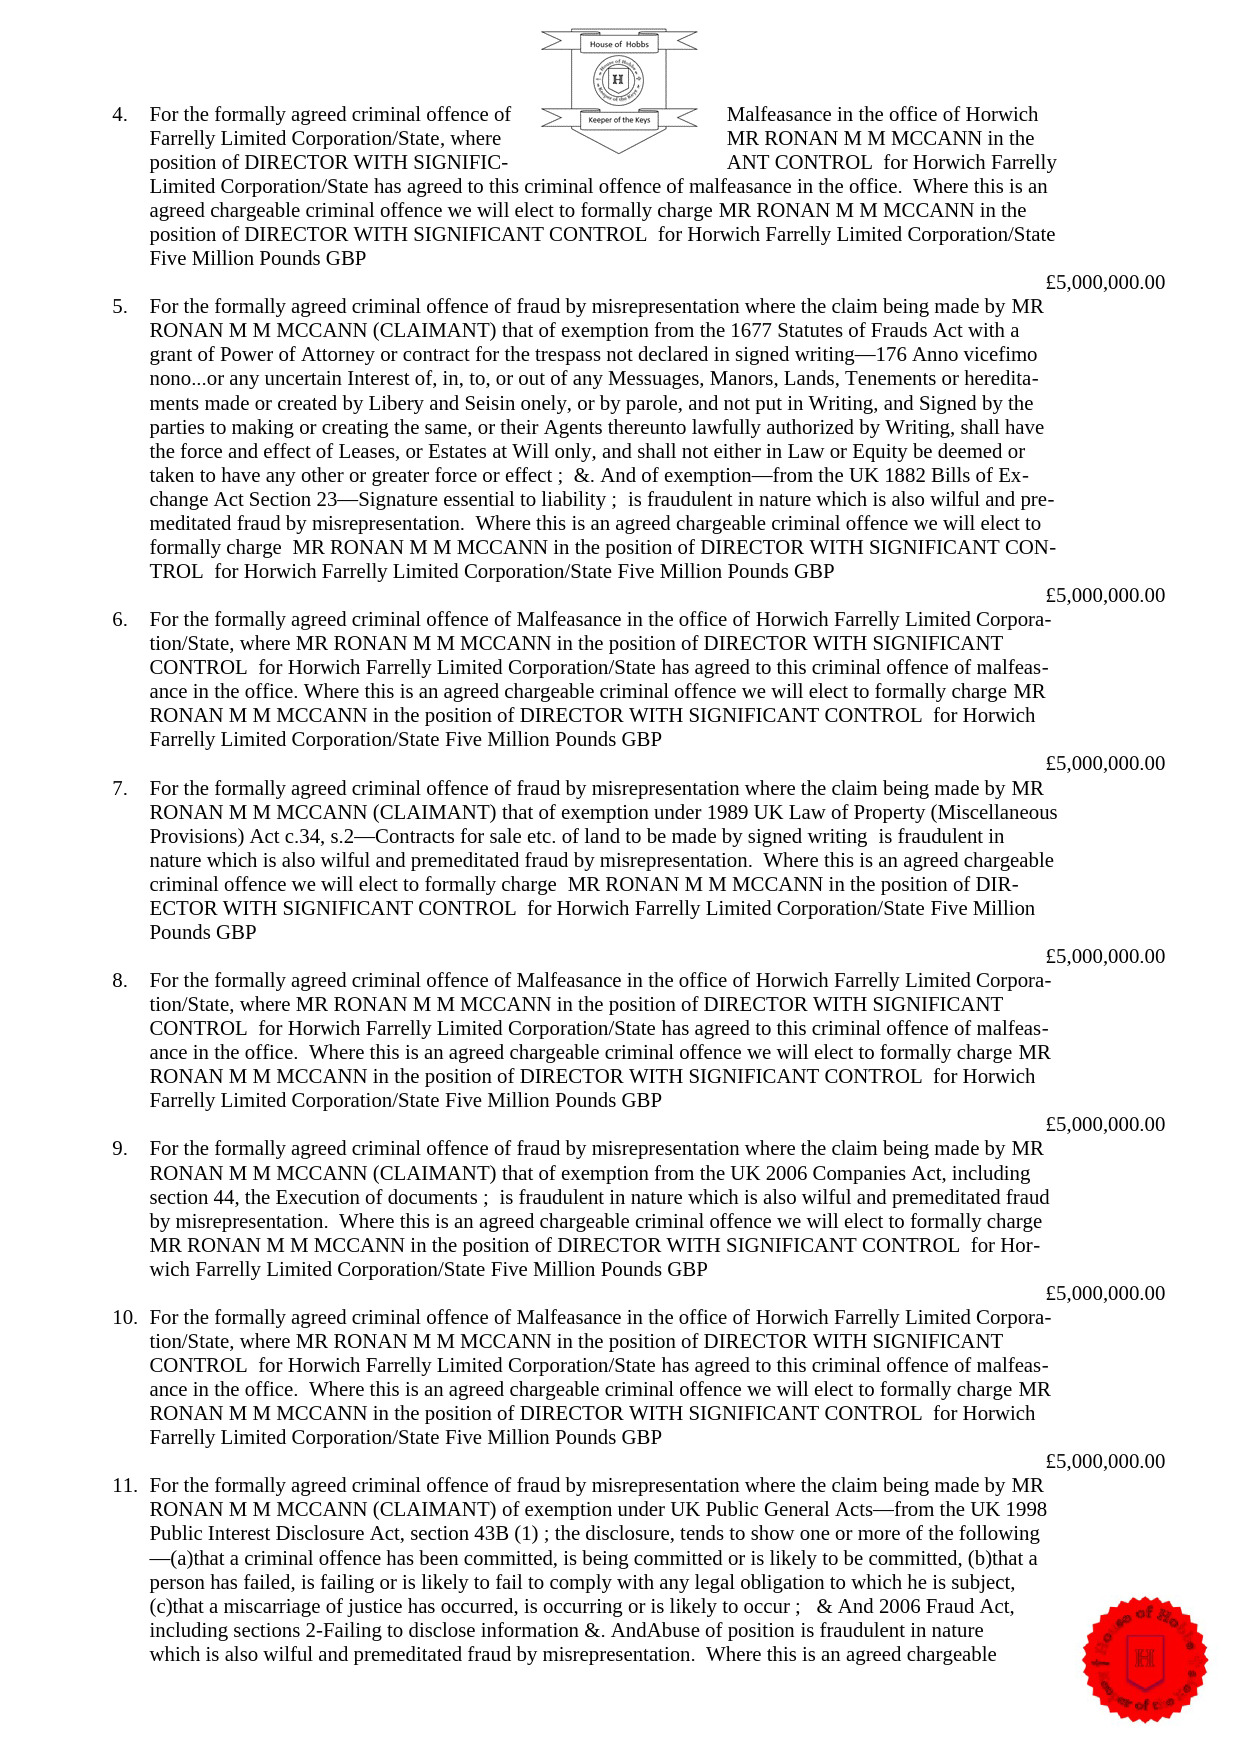 House of Hobbs
House of Hobbs
H
Keeper of the Keys
Keeper of the Keys
4. For the formally agreed criminal offence of Malfeasance in the office of Horwich
Farrelly Limited Corporation/State, where MR RONAN M M MCCANN in the
position of DIRECTOR WITH SIGNIFIC- ANT CONTROL for Horwich Farrelly
Limited Corporation/State has agreed to this criminal offence of malfeasance in the office. Where this is an
agreed chargeable criminal offence we will elect to formally charge MR RONAN M M MCCANN in the
position of DIRECTOR WITH SIGNIFICANT CONTROL for Horwich Farrelly Limited Corporation/State
Five Million Pounds GBP
£5,000,000.00
5. For the formally agreed criminal offence of fraud by misrepresentation where the claim being made by MR
RONAN M M MCCANN (CLAIMANT) that of exemption from the 1677 Statutes of Frauds Act with a
grant of Power of Attorney or contract for the trespass not declared in signed writing—176 Anno vicefimo
nono...or any uncertain Interest of, in, to, or out of any Messuages, Manors, Lands, Tenements or heredita-
ments made or created by Libery and Seisin onely, or by parole, and not put in Writing, and Signed by the
parties to making or creating the same, or their Agents thereunto lawfully authorized by Writing, shall have
the force and effect of Leases, or Estates at Will only, and shall not either in Law or Equity be deemed or
taken to have any other or greater force or effect ; &. And of exemption—from the UK 1882 Bills of Ex-
change Act Section 23—Signature essential to liability ; is fraudulent in nature which is also wilful and pre-
meditated fraud by misrepresentation. Where this is an agreed chargeable criminal offence we will elect to
formally charge MR RONAN M M MCCANN in the position of DIRECTOR WITH SIGNIFICANT CON-
TROL for Horwich Farrelly Limited Corporation/State Five Million Pounds GBP
£5,000,000.00
6. For the formally agreed criminal offence of Malfeasance in the office of Horwich Farrelly Limited Corpora-
tion/State, where MR RONAN M M MCCANN in the position of DIRECTOR WITH SIGNIFICANT
CONTROL for Horwich Farrelly Limited Corporation/State has agreed to this criminal offence of malfeas-
ance in the office. Where this is an agreed chargeable criminal offence we will elect to formally charge MR
RONAN M M MCCANN in the position of DIRECTOR WITH SIGNIFICANT CONTROL for Horwich
Farrelly Limited Corporation/State Five Million Pounds GBP
£5,000,000.00
7. For the formally agreed criminal offence of fraud by misrepresentation where the claim being made by MR
RONAN M M MCCANN (CLAIMANT) that of exemption under 1989 UK Law of Property (Miscellaneous
Provisions) Act c.34, s.2—Contracts for sale etc. of land to be made by signed writing is fraudulent in
nature which is also wilful and premeditated fraud by misrepresentation. Where this is an agreed chargeable
criminal offence we will elect to formally charge MR RONAN M M MCCANN in the position of DIR-
ECTOR WITH SIGNIFICANT CONTROL for Horwich Farrelly Limited Corporation/State Five Million
Pounds GBP
£5,000,000.00
8. For the formally agreed criminal offence of Malfeasance in the office of Horwich Farrelly Limited Corpora-
tion/State, where MR RONAN M M MCCANN in the position of DIRECTOR WITH SIGNIFICANT
CONTROL for Horwich Farrelly Limited Corporation/State has agreed to this criminal offence of malfeas-
ance in the office. Where this is an agreed chargeable criminal offence we will elect to formally charge MR
RONAN M M MCCANN in the position of DIRECTOR WITH SIGNIFICANT CONTROL for Horwich
Farrelly Limited Corporation/State Five Million Pounds GBP
£5,000,000.00
9. For the formally agreed criminal offence of fraud by misrepresentation where the claim being made by MR
RONAN M M MCCANN (CLAIMANT) that of exemption from the UK 2006 Companies Act, including
section 44, the Execution of documents ; is fraudulent in nature which is also wilful and premeditated fraud
by misrepresentation. Where this is an agreed chargeable criminal offence we will elect to formally charge
MR RONAN M M MCCANN in the position of DIRECTOR WITH SIGNIFICANT CONTROL for Hor-
wich Farrelly Limited Corporation/State Five Million Pounds GBP
£5,000,000.00
10. For the formally agreed criminal offence of Malfeasance in the office of Horwich Farrelly Limited Corpora-
tion/State, where MR RONAN M M MCCANN in the position of DIRECTOR WITH SIGNIFICANT
CONTROL for Horwich Farrelly Limited Corporation/State has agreed to this criminal offence of malfeas-
ance in the office. Where this is an agreed chargeable criminal offence we will elect to formally charge MR
RONAN M M MCCANN in the position of DIRECTOR WITH SIGNIFICANT CONTROL for Horwich
Farrelly Limited Corporation/State Five Million Pounds GBP
£5,000,000.00
11. For the formally agreed criminal offence of fraud by misrepresentation where the claim being made by MR
RONAN M M MCCANN (CLAIMANT) of exemption under UK Public General Acts—from the UK 1998
Public Interest Disclosure Act, section 43B (1) ; the disclosure, tends to show one or more of the following
—(a)that a criminal offence has been committed, is being committed or is likely to be committed, (b)that a
person has failed, is failing or is likely to fail to comply with any legal obligation to which he is subject,
(c)that a miscarriage of justice has occurred, is occurring or is likely to occur ; & And 2006 Fraud Act,
including sections 2-Failing to disclose information &. AndAbuse of position is fraudulent in nature
which is also wilful and premeditated fraud by misrepresentation. Where this is an agreed chargeable
House of Hobbs
H
Keeper of the Keys